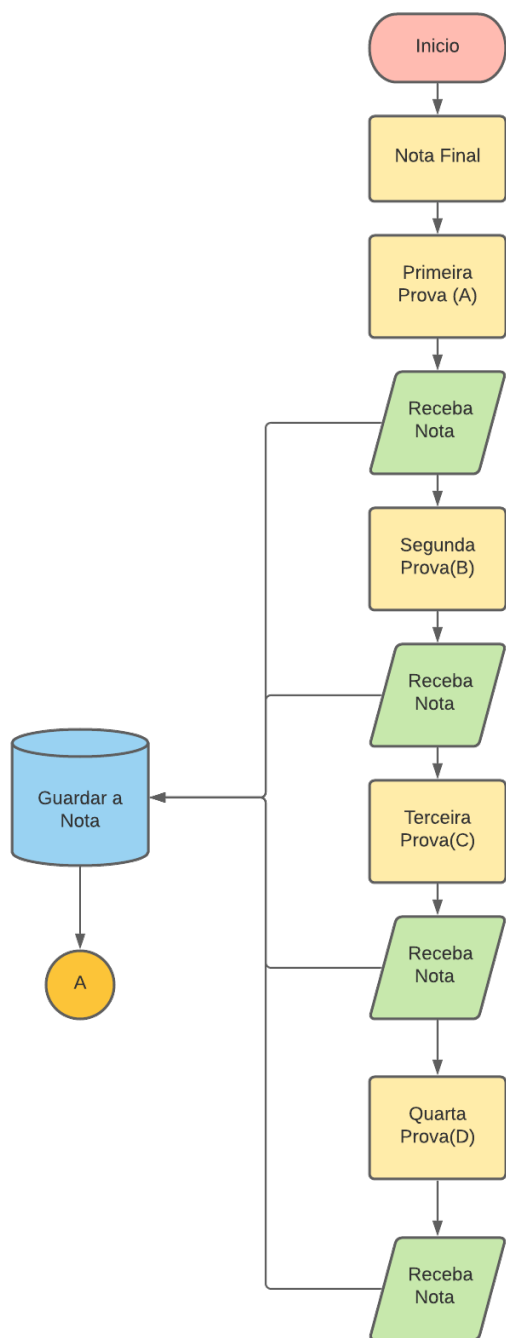 Inicio
Nota Final
Primeira
Prova (A)
Receba
Nota
Segunda
Prova(B)
Receba
Nota
Guardar a
Nota
Terceira
Prova(C)
Receba
Nota
A
Quarta
Prova(D)
Receba
Nota